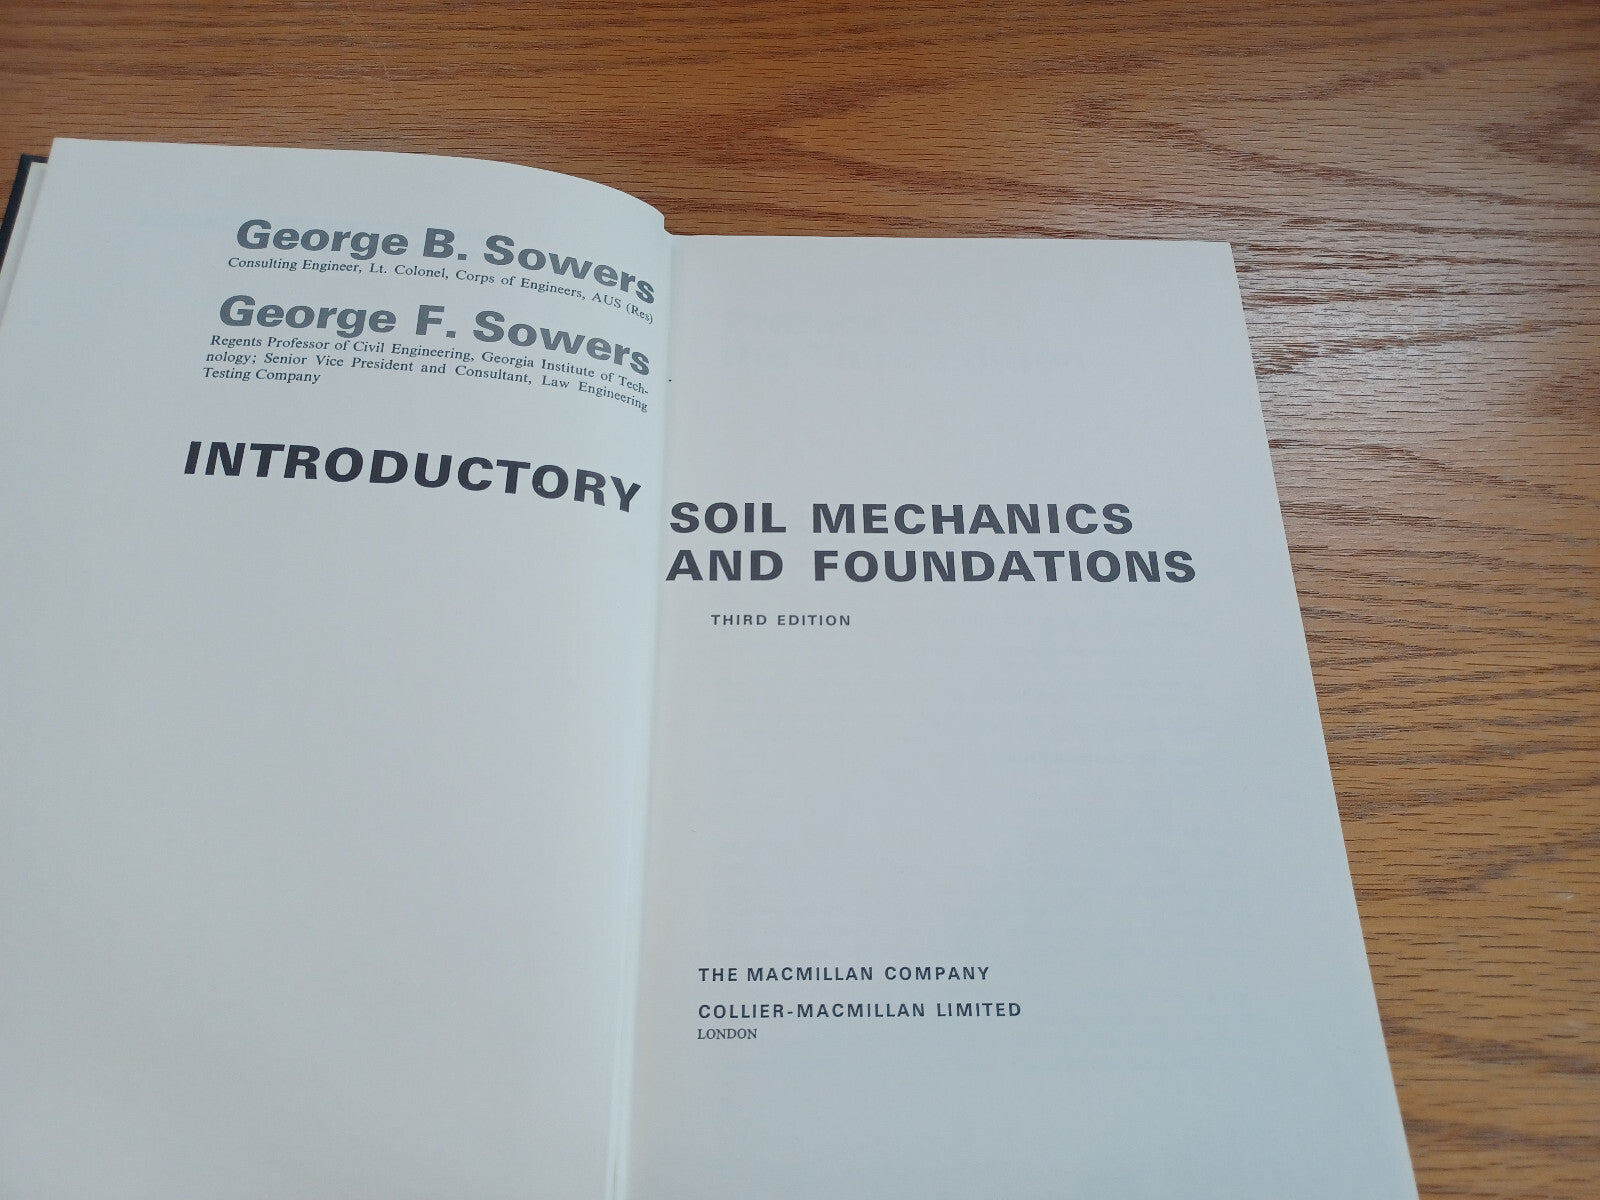 George B. Sowers
Consulting Engineer, Lt. Colonel, Corps of Engineers, AUS (Res)
George F. Sowers
Regents Professor of Civil Engineering, Georgia Institute of Tech-
nology; Senior Vice President and Consultant, Law Engineering
Testing Company
INTRODUCTORY
SOIL MECHANICS
AND FOUNDATIONS
THIRD EDITION
THE MACMILLAN COMPANY
COLLIER-MACMILLAN LIMITED
LONDON